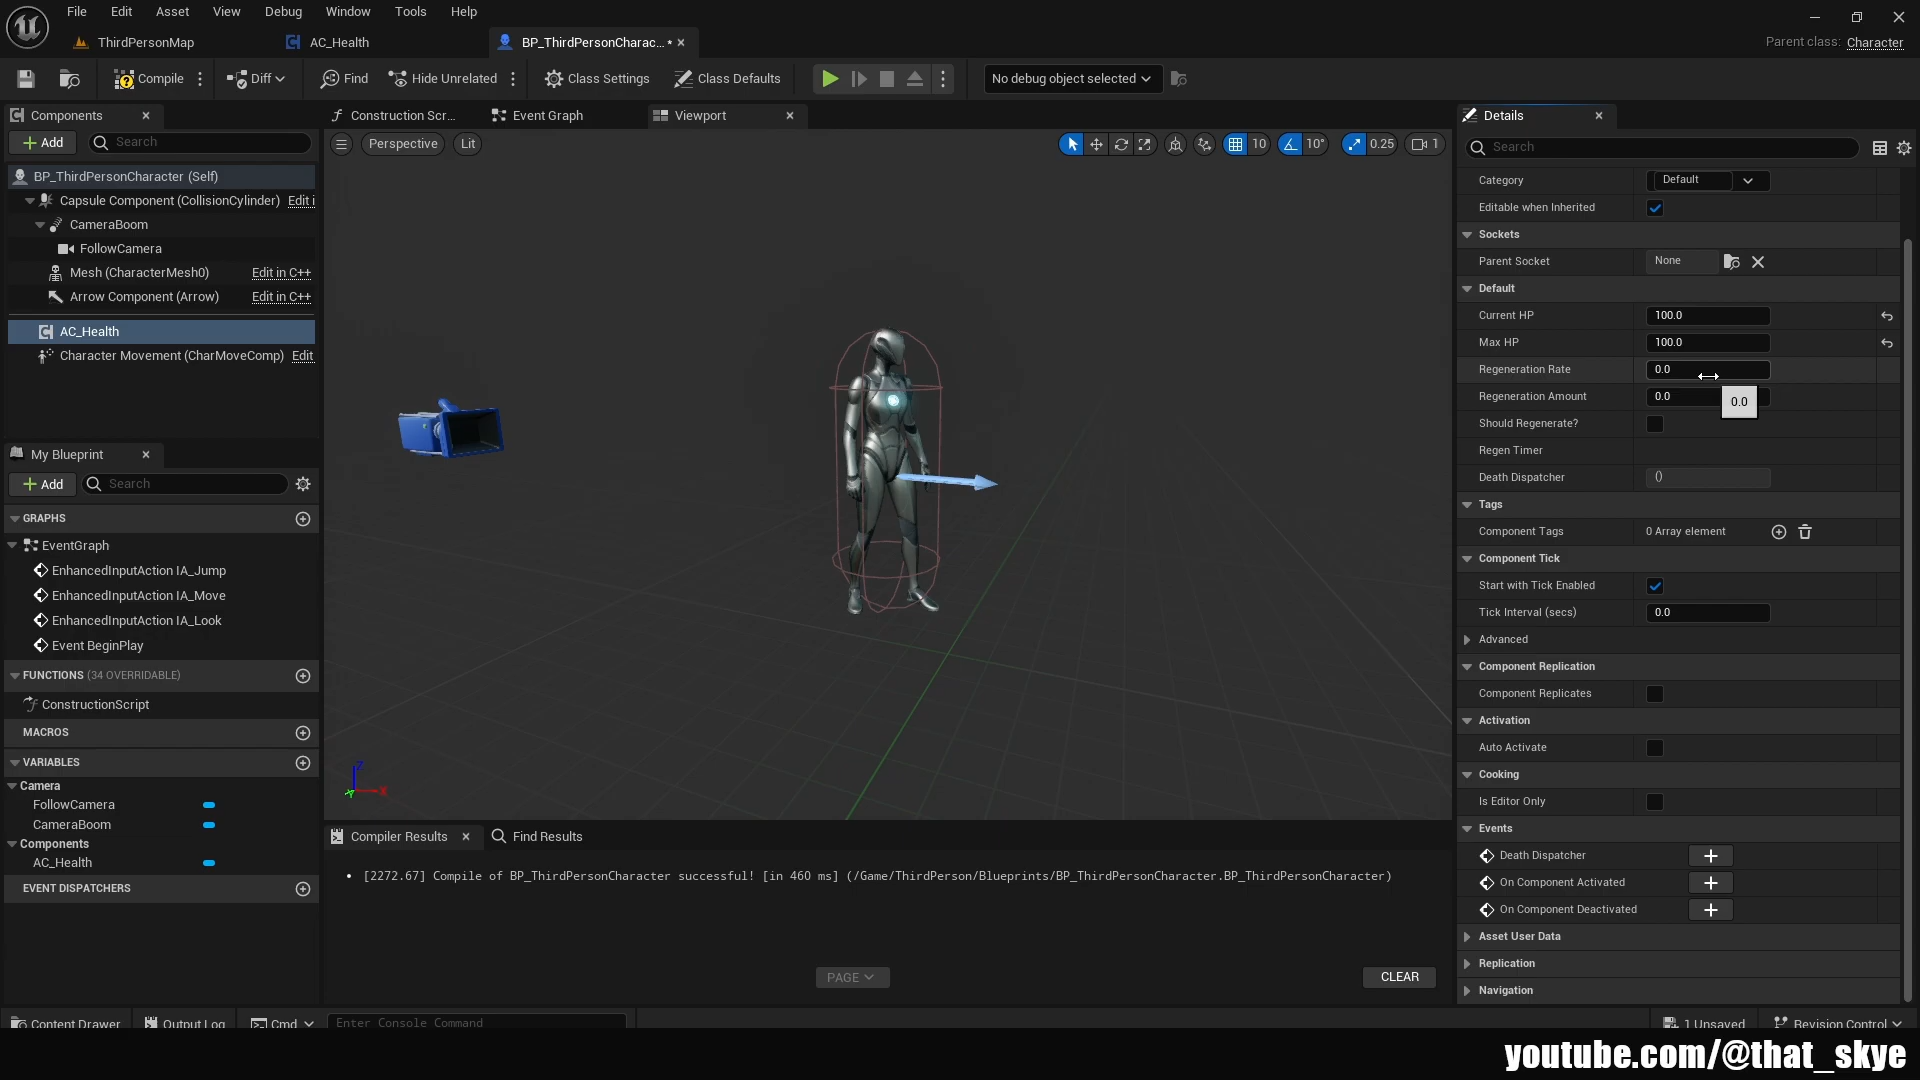 File Edit Asset View Debug Window Tools Help
ThirdPersonMap
AC_Health
BP_ThirdPersonCharac... *
Parent class: Character
Compile
Diff
Find
Hide Unrelated
Class Settings
Class Defaults
No debug object selected
Components
Add
Search
BP_ThirdPersonCharacter (Self)
Capsule Component (CollisionCylinder) Edit i
CameraBoom
FollowCamera
Mesh (CharacterMesh0) Edit in C++
Arrow Component (Arrow) Edit in C++
AC_Health
Character Movement (CharMoveComp) Edit
My Blueprint
Add
Search
GRAPHS
EventGraph
EnhancedInputAction IA_Jump
EnhancedInputAction IA_Move
EnhancedInputAction IA_Look
Event BeginPlay
FUNCTIONS (34 OVERRIDABLE)
ConstructionScript
MACROS
VARIABLES
Camera
FollowCamera
CameraBoom
Components
AC_Health
EVENT DISPATCHERS
Construction Scr...
Event Graph
Viewport
Perspective
Lit
10
10°
0.25
1
Z
X
Y
Compiler Results
Find Results
• [2272.67] Compile of BP_ThirdPersonCharacter successful! [in 460 ms] (/Game/ThirdPerson/Blueprints/BP_ThirdPersonCharacter.BP_ThirdPersonCharacter)
PAGE
CLEAR
Details
Search
Category Default
Editable when Inherited
Sockets
Parent Socket None
Default
Current HP 100.0
Max HP 100.0
Regeneration Rate 0.0
Regeneration Amount 0.0
0.0
Should Regenerate?
Regen Timer
Death Dispatcher ()
Tags
Component Tags 0 Array element
Component Tick
Start with Tick Enabled
Tick Interval (secs) 0.0
Advanced
Component Replication
Component Replicates
Activation
Auto Activate
Cooking
Is Editor Only
Events
Death Dispatcher
On Component Activated
On Component Deactivated
Asset User Data
Replication
Navigation
Content Drawer
Output Log
Cmd
Enter Console Command
1 Unsaved
Revision Control
youtube.com/@that_skye